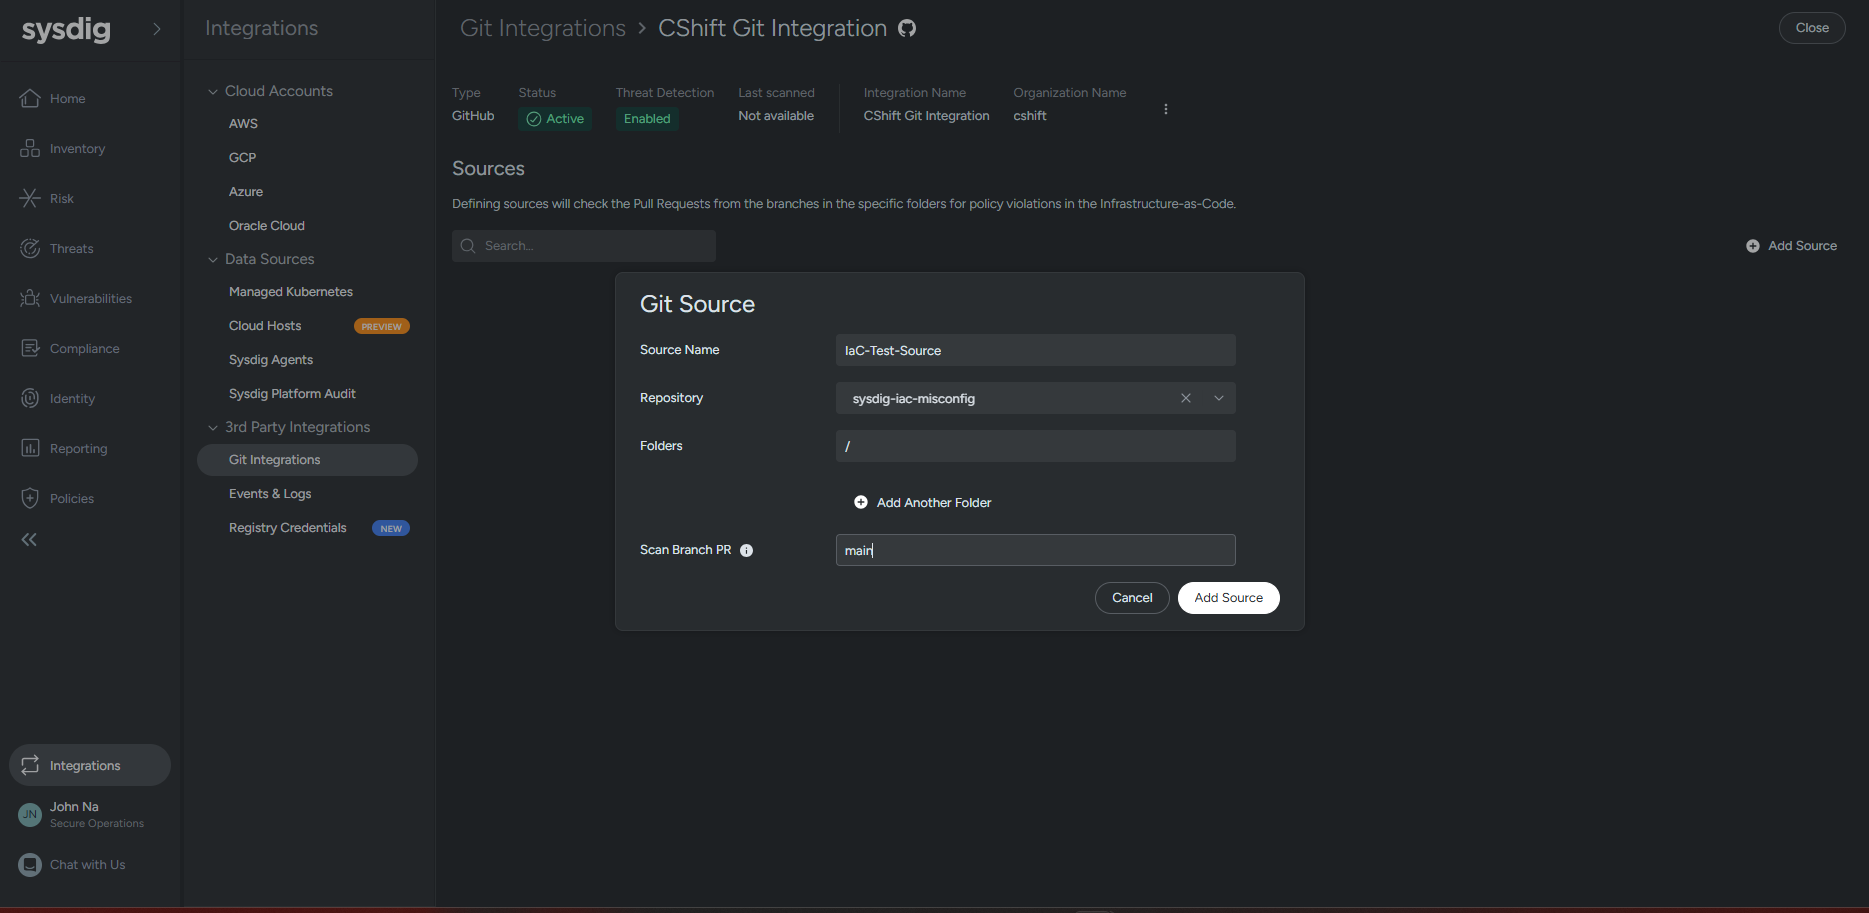 sysdig
Home
Inventory
Risk
Threats
Vulnerabilities
Compliance
Identity
Reporting
Policies
Integrations
JN
John Na
Secure Operations
Chat with Us
Integrations
Cloud Accounts
AWS
GCP
Azure
Oracle Cloud
Data Sources
Managed Kubernetes
Cloud Hosts PREVIEW
Sysdig Agents
Sysdig Platform Audit
3rd Party Integrations
Git Integrations
Events & Logs
Registry Credentials NEW
Git Integrations > CShift Git Integration
Close
Type Status Threat Detection Last scanned Integration Name Organization Name
GitHub Active Enabled Not available CShift Git Integration cshift
Sources
Defining sources will check the Pull Requests from the branches in the specific folders for policy violations in the Infrastructure-as-Code.
Search...
Add Source
Git Source
Source Name IaC-Test-Source
Repository sysdig-iac-misconfig
Folders /
Add Another Folder
Scan Branch PR main
Cancel Add Source